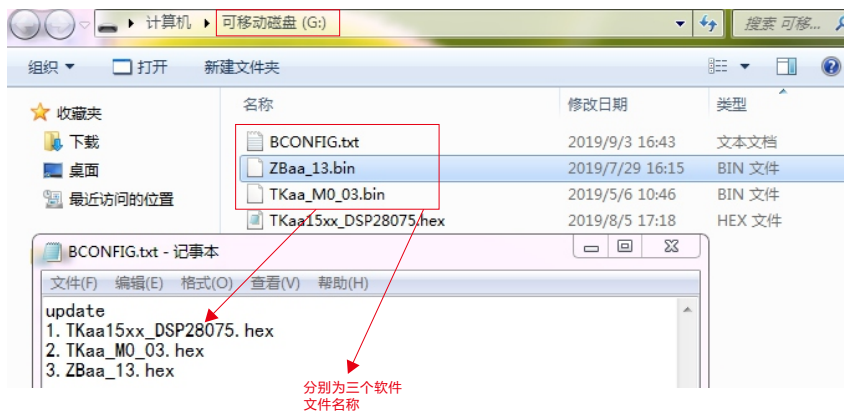 计算机 可移动磁盘 (G:) 搜索 可移...
组织 打开 新建文件夹
收藏夹
下载
桌面
最近访问的位置
名称 修改日期 类型
BCONFIG.txt 2019/9/3 16:43 文本文档
ZBaa_13.bin 2019/7/29 16:15 BIN 文件
TKaa_M0_03.bin 2019/5/6 10:46 BIN 文件
TKaa15xx_DSP28075.hex 2019/8/5 17:18 HEX 文件
BCONFIG.txt - 记事本
文件(F) 编辑(E) 格式(O) 查看(V) 帮助(H)
update
1. TKaa15xx_DSP28075. hex
2. TKaa_M0_03. hex
3. ZBaa_13. hex
分别为三个软件
文件名称